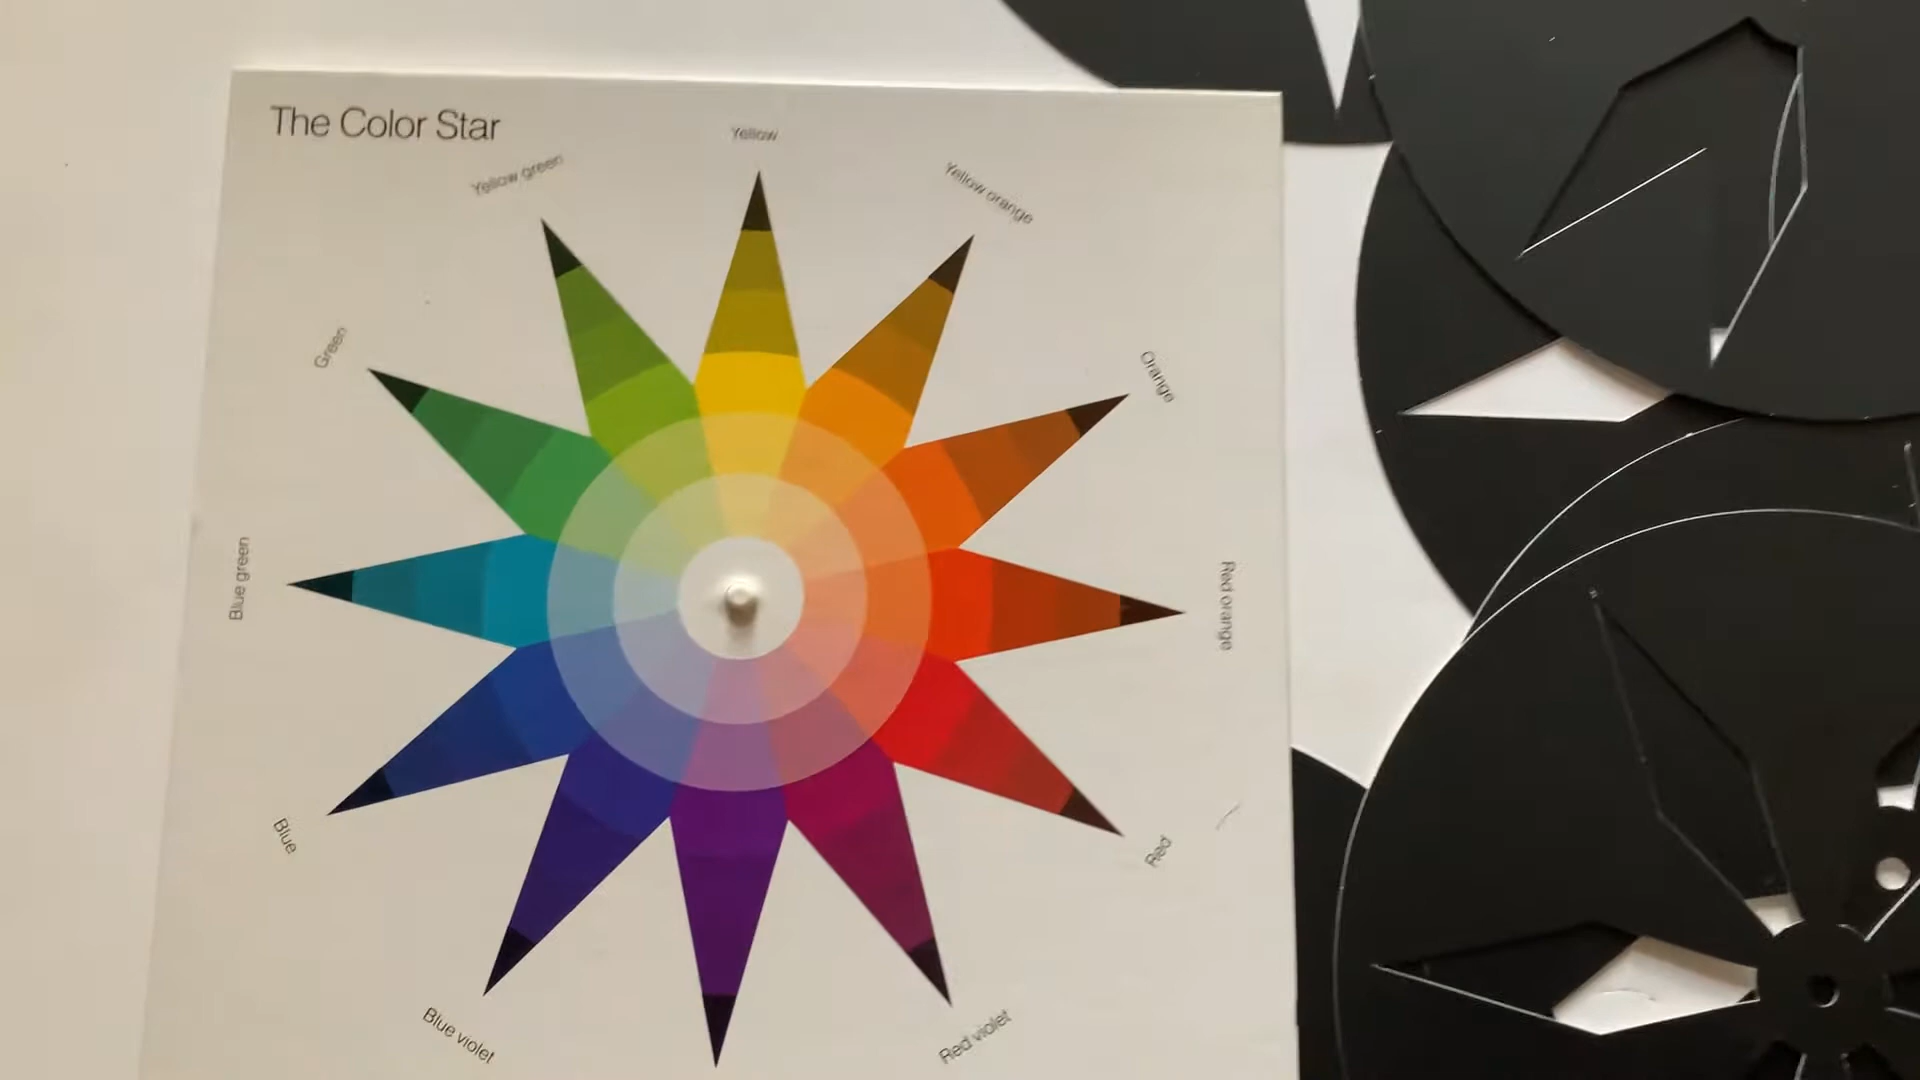 The Color Star
Yellow
Yellow green
Yellow orange
Green
Orange
Blue green
Red orange
Blue
Red
Blue violet
Red violet